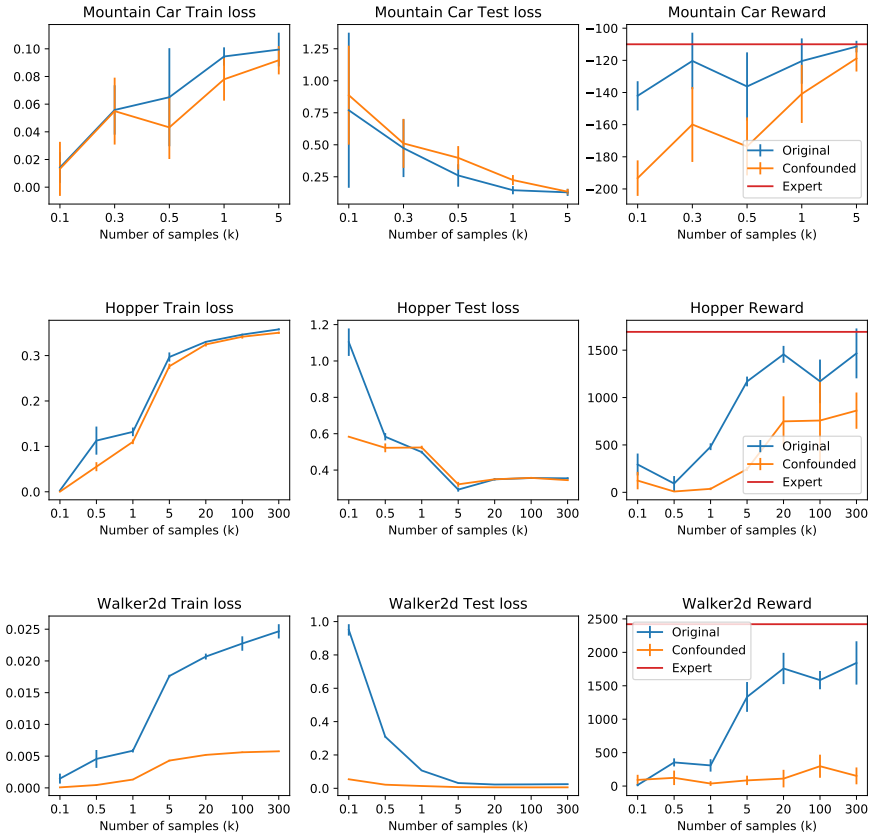 Mountain Car Train loss
0.10
0.08
0.06
0.04
0.02
0.00
0.1 0.3 0.5 1 5
Number of samples (k)
Mountain Car Test loss
1.25
1.00
0.75
0.50
0.25
0.1 0.3 0.5 1 5
Number of samples (k)
Mountain Car Reward
−100
−120
−140
−160
−180
−200
Original
Confounded
Expert
0.1 0.3 0.5 1 5
Number of samples (k)
Hopper Train loss
0.3
0.2
0.1
0.0
0.1 0.5 1 5 20 100 300
Number of samples (k)
Hopper Test loss
1.2
1.0
0.8
0.6
0.4
0.1 0.5 1 5 20 100 300
Number of samples (k)
Hopper Reward
1500
1000
500
0
Original
Confounded
Expert
0.1 0.5 1 5 20 100 300
Number of samples (k)
Walker2d Train loss
0.025
0.020
0.015
0.010
0.005
0.000
0.1 0.5 1 5 20 100 300
Number of samples (k)
Walker2d Test loss
1.0
0.8
0.6
0.4
0.2
0.0
0.1 0.5 1 5 20 100 300
Number of samples (k)
Walker2d Reward
2500
2000
1500
1000
500
0
Original
Confounded
Expert
0.1 0.5 1 5 20 100 300
Number of samples (k)